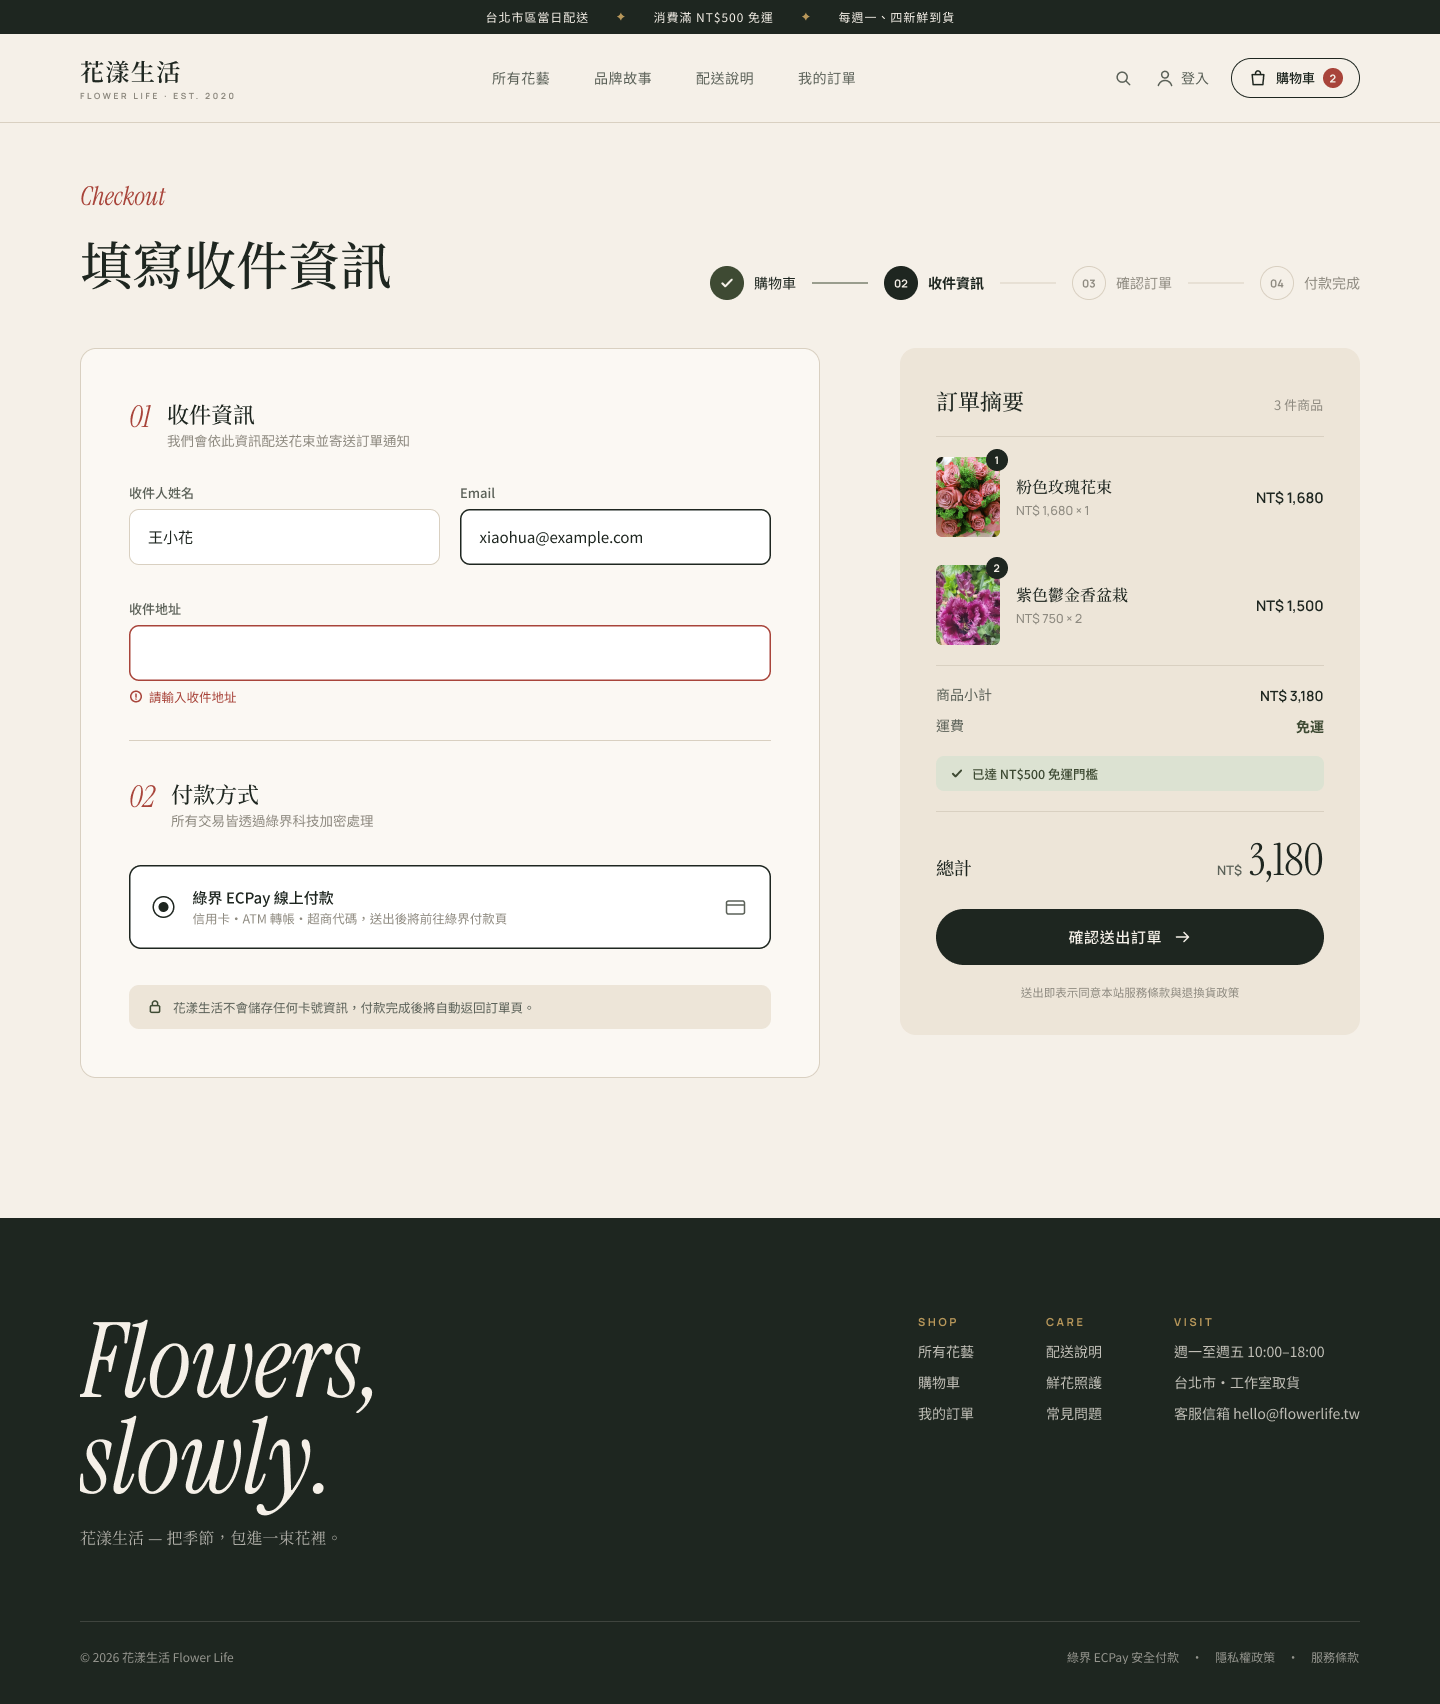 台北市區當日配送 ✦ 消費滿 NT$500 免運 ✦ 每週一、四新鮮到貨
花漾生活
FLOWER LIFE · EST. 2020
所有花藝 品牌故事 配送說明 我的訂單
登入
購物車 2
Checkout
填寫收件資訊
購物車
02 收件資訊
03 確認訂單
04 付款完成
01 收件資訊
我們會依此資訊配送花束並寄送訂單通知
收件人姓名
王小花
Email
xiaohua@example.com
收件地址
請輸入收件地址
02 付款方式
所有交易皆透過綠界科技加密處理
綠界 ECPay 線上付款
信用卡・ATM 轉帳・超商代碼，送出後將前往綠界付款頁
花漾生活不會儲存任何卡號資訊，付款完成後將自動返回訂單頁。
訂單摘要 3 件商品
1
粉色玫瑰花束
NT$ 1,680 × 1
NT$ 1,680
2
紫色鬱金香盆栽
NT$ 750 × 2
NT$ 1,500
商品小計 NT$ 3,180
運費 免運
已達 NT$500 免運門檻
總計 NT$ 3,180
確認送出訂單 →
送出即表示同意本站服務條款與退換貨政策
Flowers,
slowly.
花漾生活 — 把季節，包進一束花裡。
SHOP
所有花藝
購物車
我的訂單
CARE
配送說明
鮮花照護
常見問題
VISIT
週一至週五 10:00–18:00
台北市・工作室取貨
客服信箱 hello@flowerlife.tw
© 2026 花漾生活 Flower Life
綠界 ECPay 安全付款 ・ 隱私權政策 ・ 服務條款